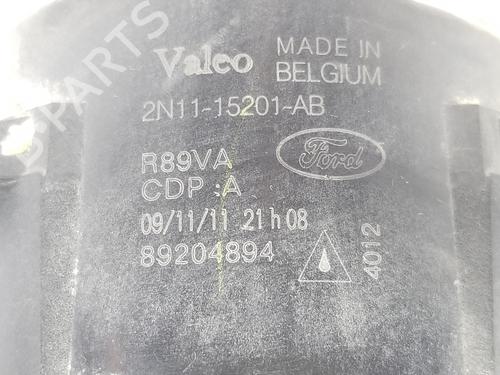 Valeo
MADE IN
BELGIUM
2N11-15201-AB
R89VA
Ford
CDP :A
09/11/11 21h08
89204894
4012
B-PARTS